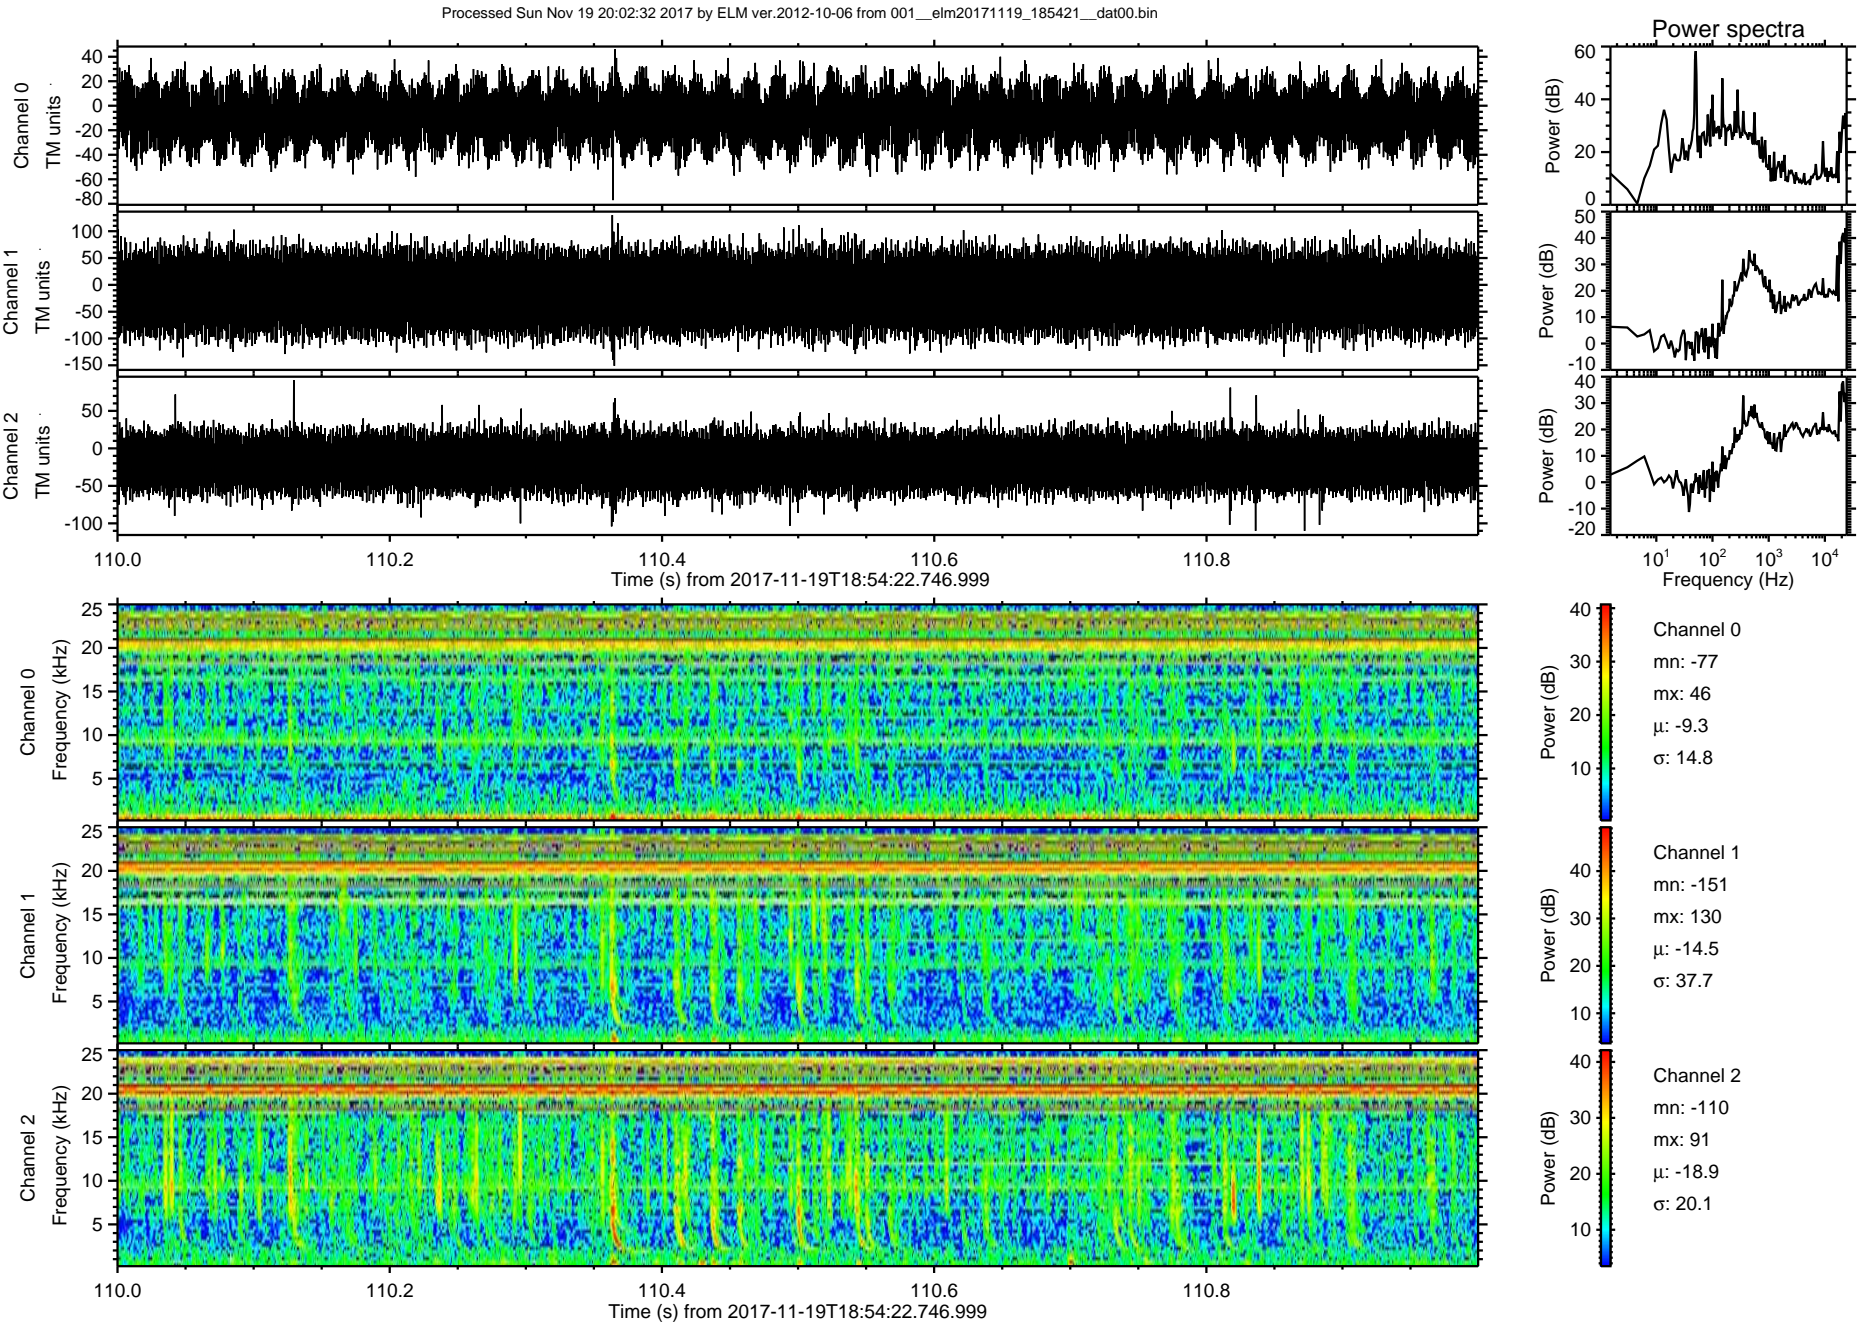 Processed Sun Nov 19 20:02:32 2017 by ELM ver.2012-10-06 from 001__elm20171119_185421__dat00.bin
Power spectra
Channel 0
TM units
40
20
0
-20
-40
-60
-80
Power (dB)
60
40
20
0
Channel 1
TM units
100
50
0
-50
-100
-150
Power (dB)
50
40
30
20
10
0
-10
Channel 2
TM units
50
0
-50
-100
Power (dB)
40
30
20
10
0
-10
-20
110.0 110.2 110.4 110.6 110.8
Time (s) from 2017-11-19T18:54:22.746.999
10^1 10^2 10^3 10^4
Frequency (Hz)
Channel 0
Frequency (kHz)
25
20
15
10
5
Power (dB)
40
30
20
10
Channel 0
mn: -77
mx: 46
μ: -9.3
σ: 14.8
Channel 1
Frequency (kHz)
25
20
15
10
5
Power (dB)
40
30
20
10
Channel 1
mn: -151
mx: 130
μ: -14.5
σ: 37.7
Channel 2
Frequency (kHz)
25
20
15
10
5
Power (dB)
40
30
20
10
Channel 2
mn: -110
mx: 91
μ: -18.9
σ: 20.1
110.0 110.2 110.4 110.6 110.8
Time (s) from 2017-11-19T18:54:22.746.999